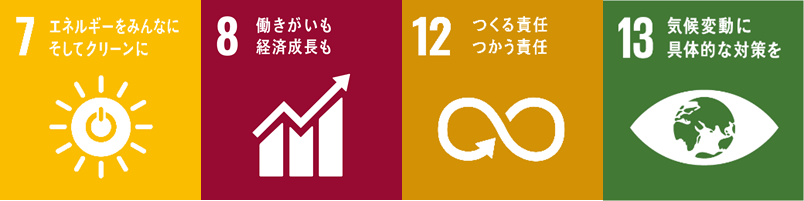 7 エネルギーをみんなに
そしてクリーンに
8 働きがいも
経済成長も
12 つくる責任
つかう責任
13 気候変動に
具体的な対策を